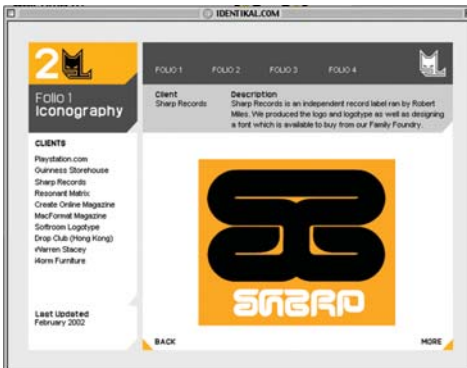 IDENTIKAL.COM
2
FOLIO 1 FOLIO 2 FOLIO 3 FOLIO 4
Folio 1
Iconography
Client
Sharp Records
Description
Sharp Records is an independent record label ran by Robert
Miles. We produced the logo and logotype as well as designing
a font which is available to buy from our Family Foundry.
CLIENTS
Playstation.com
Guinness Storehouse
Sharp Records
Resonant Matrix
Create Online Magazine
MacFormat Magazine
Softroom Logotype
Drop Club (Hong Kong)
Warren Stacey
Worm Furniture
SHARP
Last Updated
February 2002
BACK
MORE